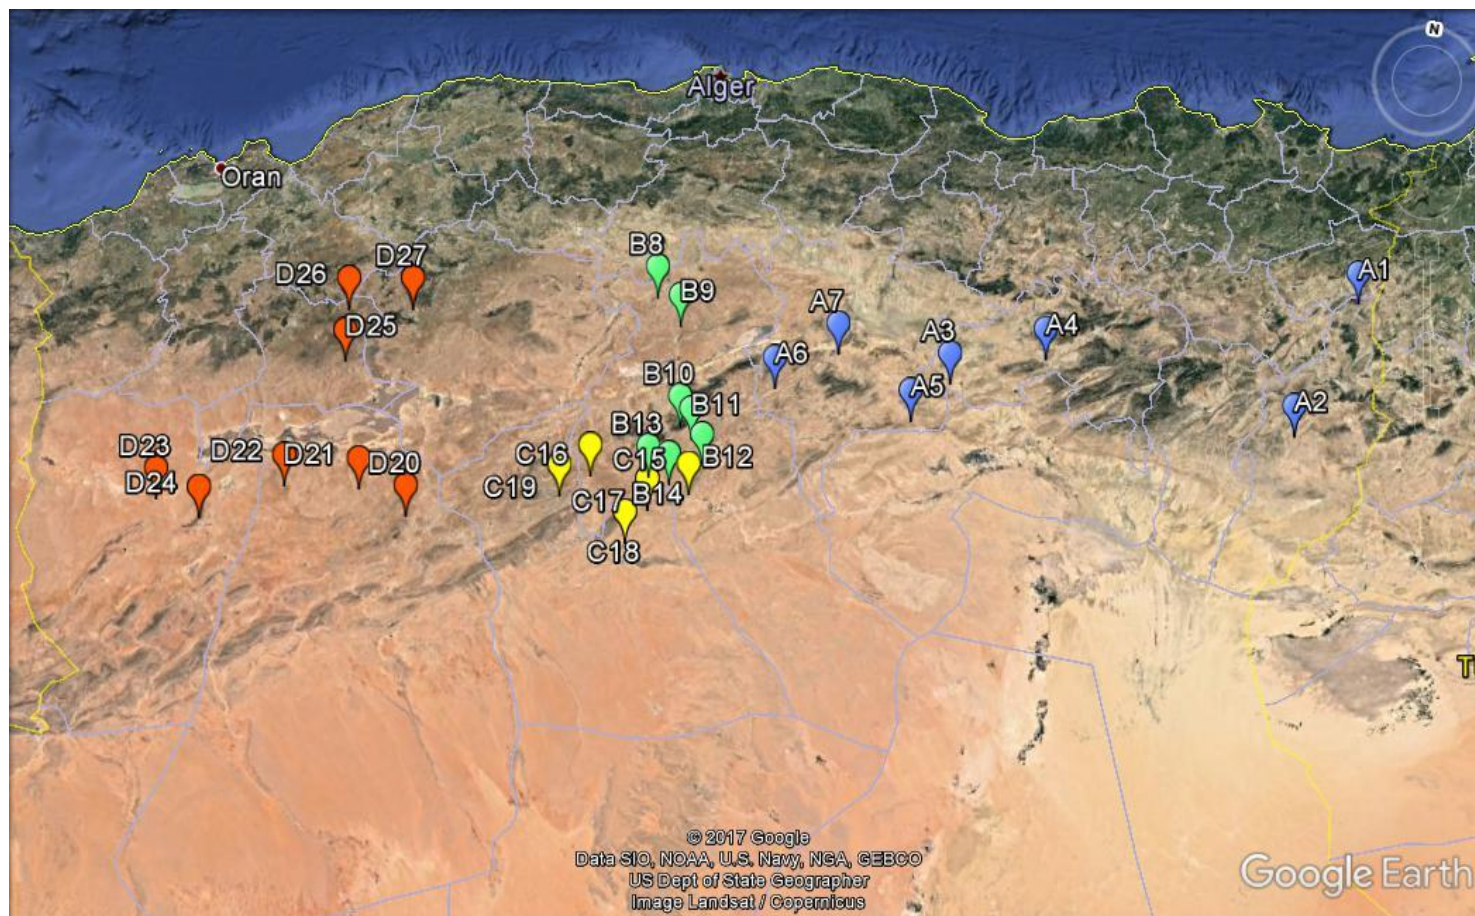 N
Alger
Oran
B8
D27
D26
A1
B9
A7
D25
A3
A4
A6
B10
A5
B11
A2
B13
D23
D22
D21
C16
C15
B12
D20
D24
C19
C17
B14
C18
© 2017 Google
Data SIO, NOAA, U.S. Navy, NGA, GEBCO
US Dept of State Geographer
Image Landsat / Copernicus
Google Earth